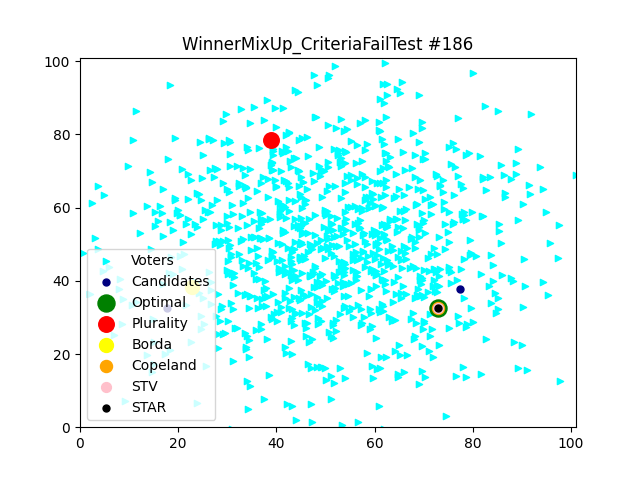 WinnerMixUp_CriteriaFailTest #186
100
80
60
40
20
0
Voters
Candidates
Optimal
Plurality
Borda
Copeland
STV
STAR
0 20 40 60 80 100